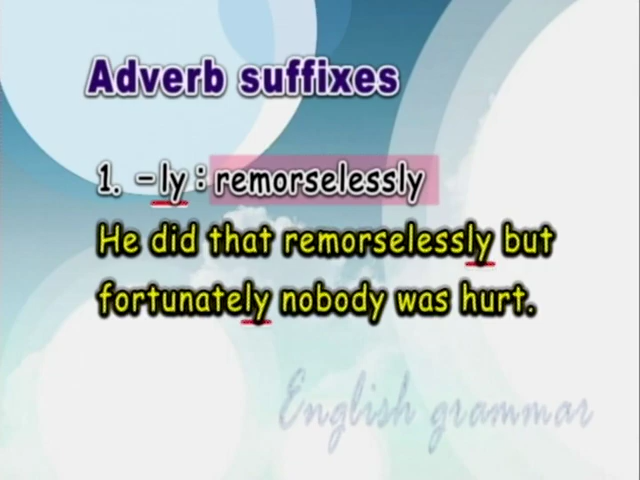 Adverb suffixes
1. -ly : remorselessly
He did that remorselessly but
fortunately nobody was hurt.
English grammar